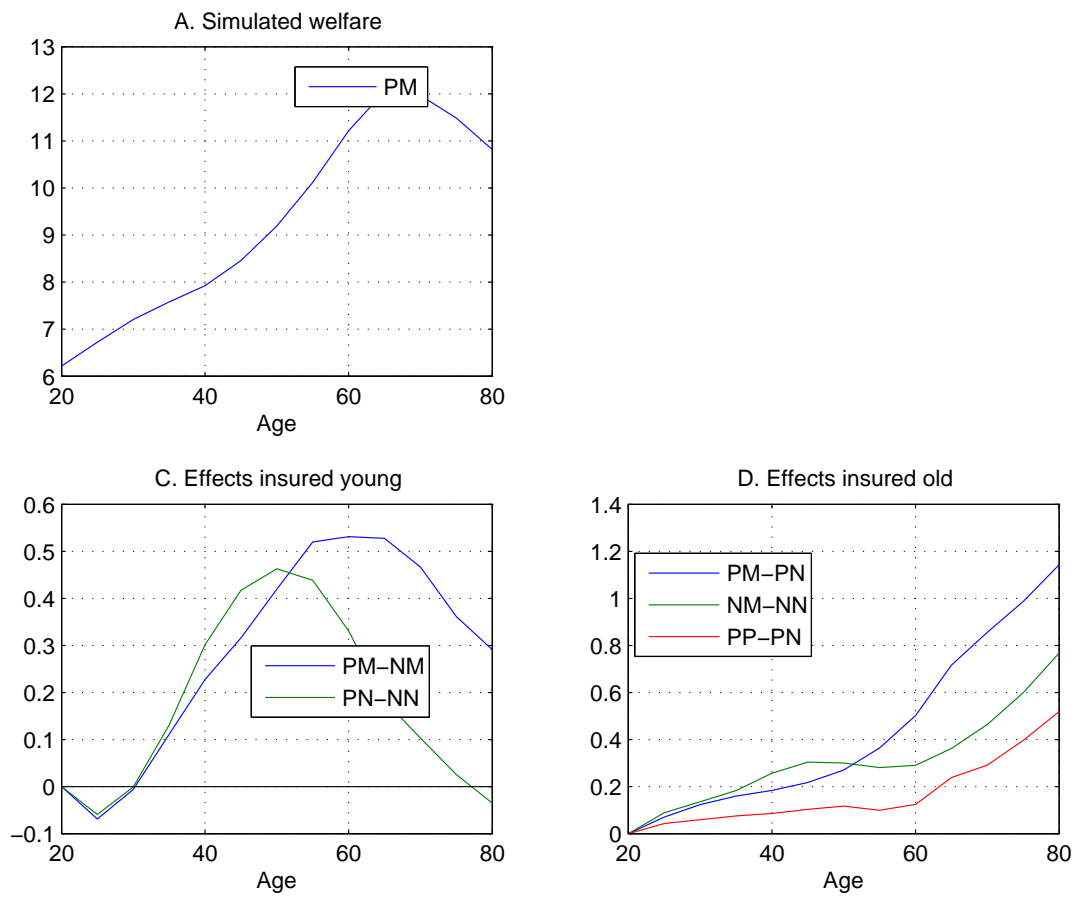 A. Simulated welfare
13
12
11
10
9
8
7
6
PM
20 40 60 80
Age
C. Effects insured young
0.6
0.5
0.4
0.3
0.2
0.1
0
−0.1
PM−NM
PN−NN
20 40 60 80
Age
D. Effects insured old
1.4
1.2
1
0.8
0.6
0.4
0.2
0
PM−PN
NM−NN
PP−PN
20 40 60 80
Age